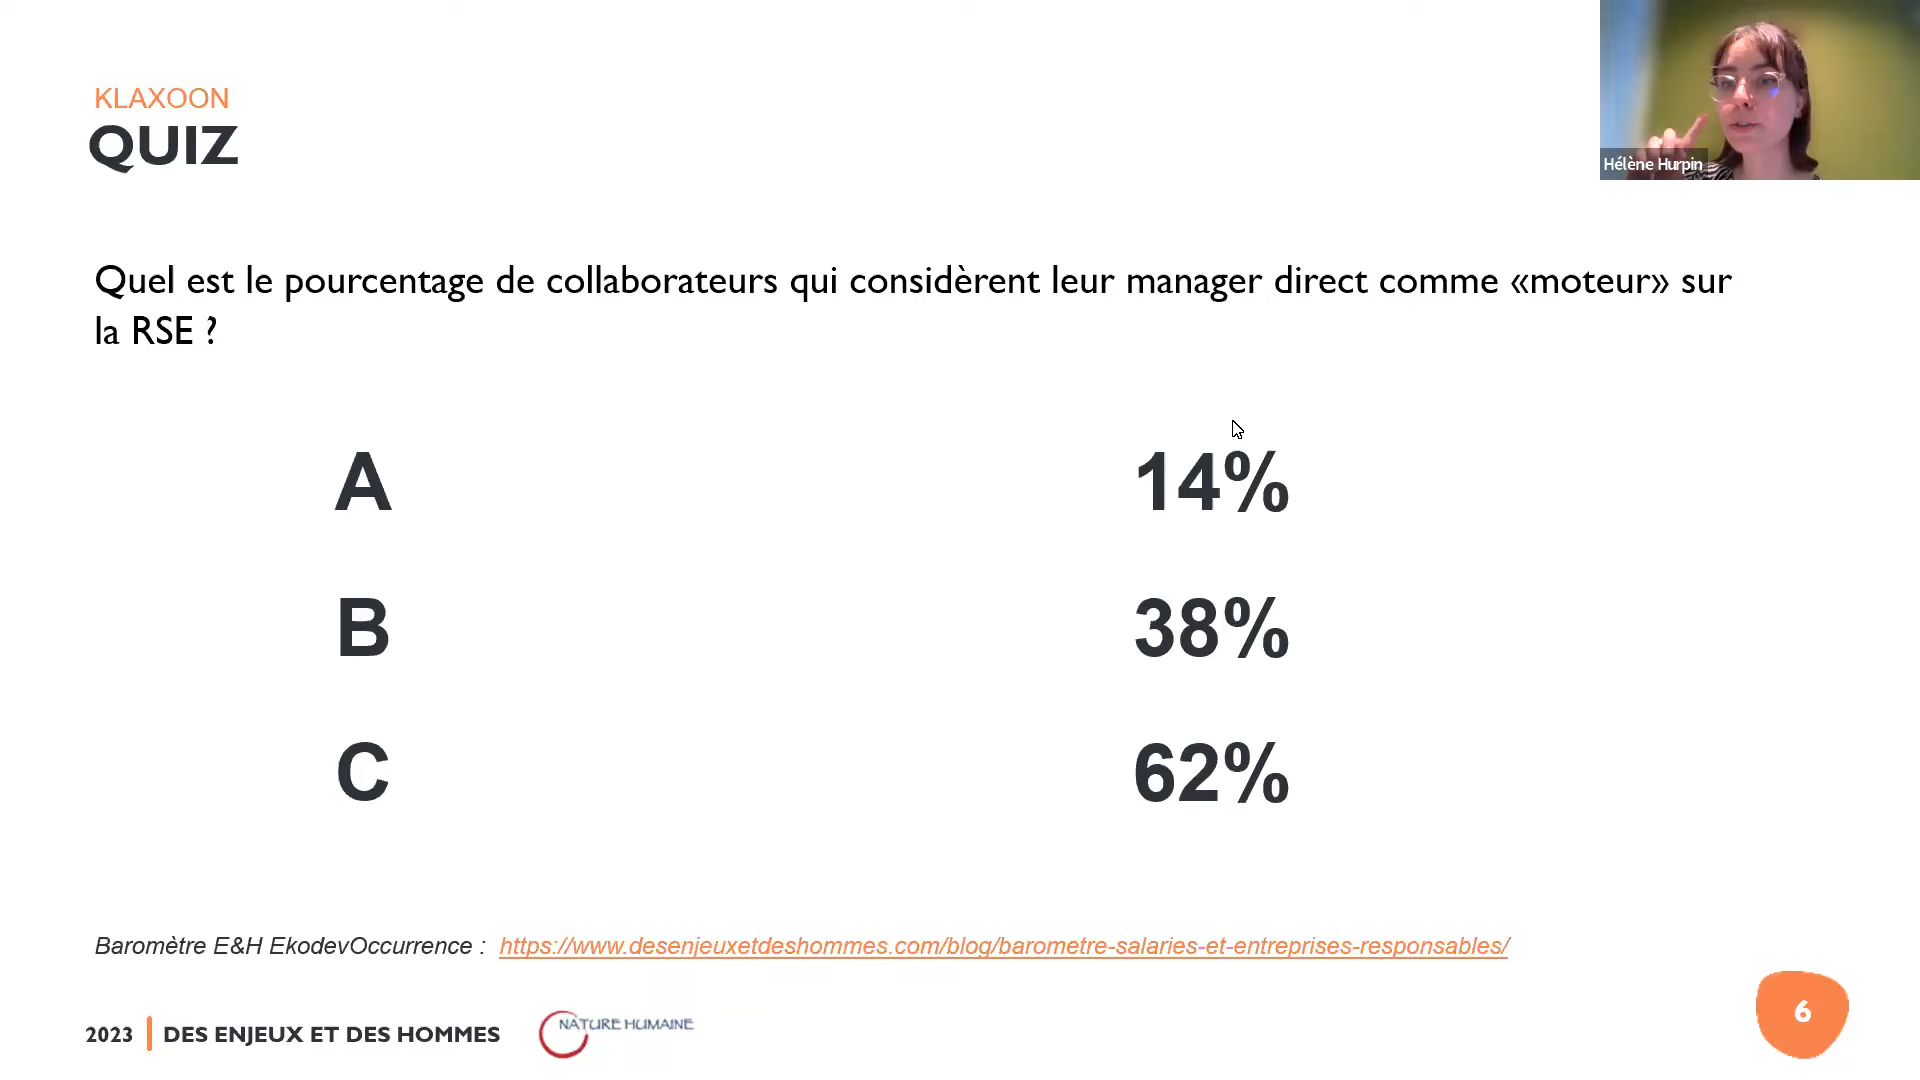 KLAXOON
QUIZ
Hélène Hurpin
Quel est le pourcentage de collaborateurs qui considèrent leur manager direct comme «moteur» sur
la RSE ?
A 14%
B 38%
C 62%
Baromètre E&H EkodevOccurrence : https://www.desenjeuxetdeshommes.com/blog/barometre-salaries-et-entreprises-responsables/
2023 | DES ENJEUX ET DES HOMMES NATURE HUMAINE 6